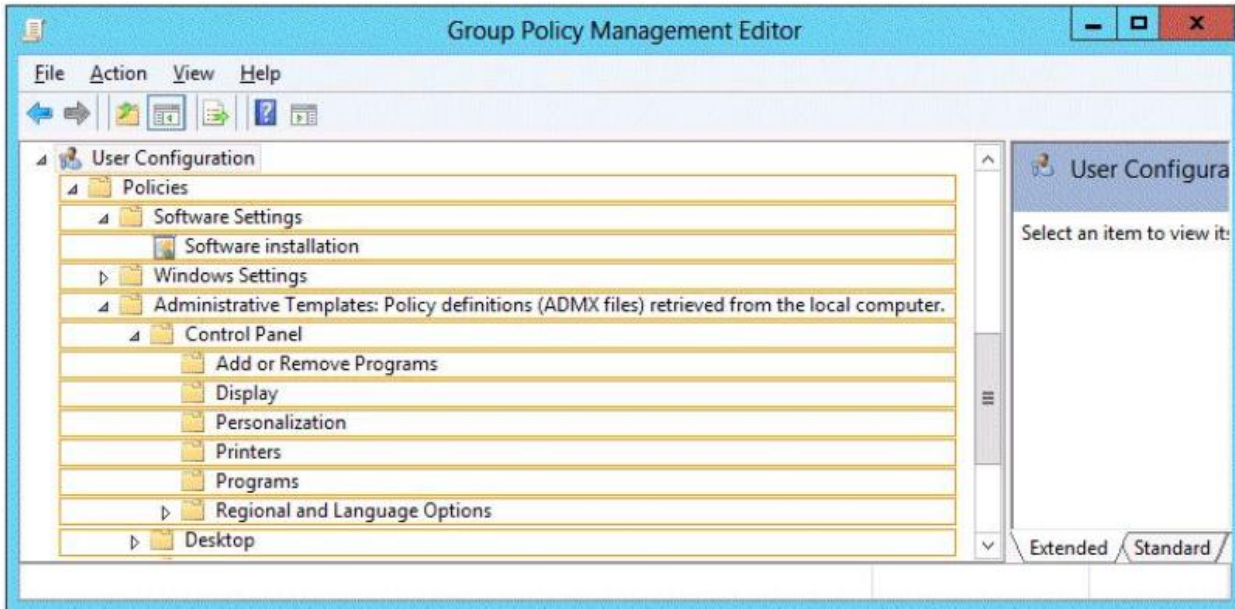 Group Policy Management Editor
File Action View Help
User Configuration
Policies
Software Settings
Software installation
Windows Settings
Administrative Templates: Policy definitions (ADMX files) retrieved from the local computer.
Control Panel
Add or Remove Programs
Display
Personalization
Printers
Programs
Regional and Language Options
Desktop
User Configura
Select an item to view it
Extended Standard